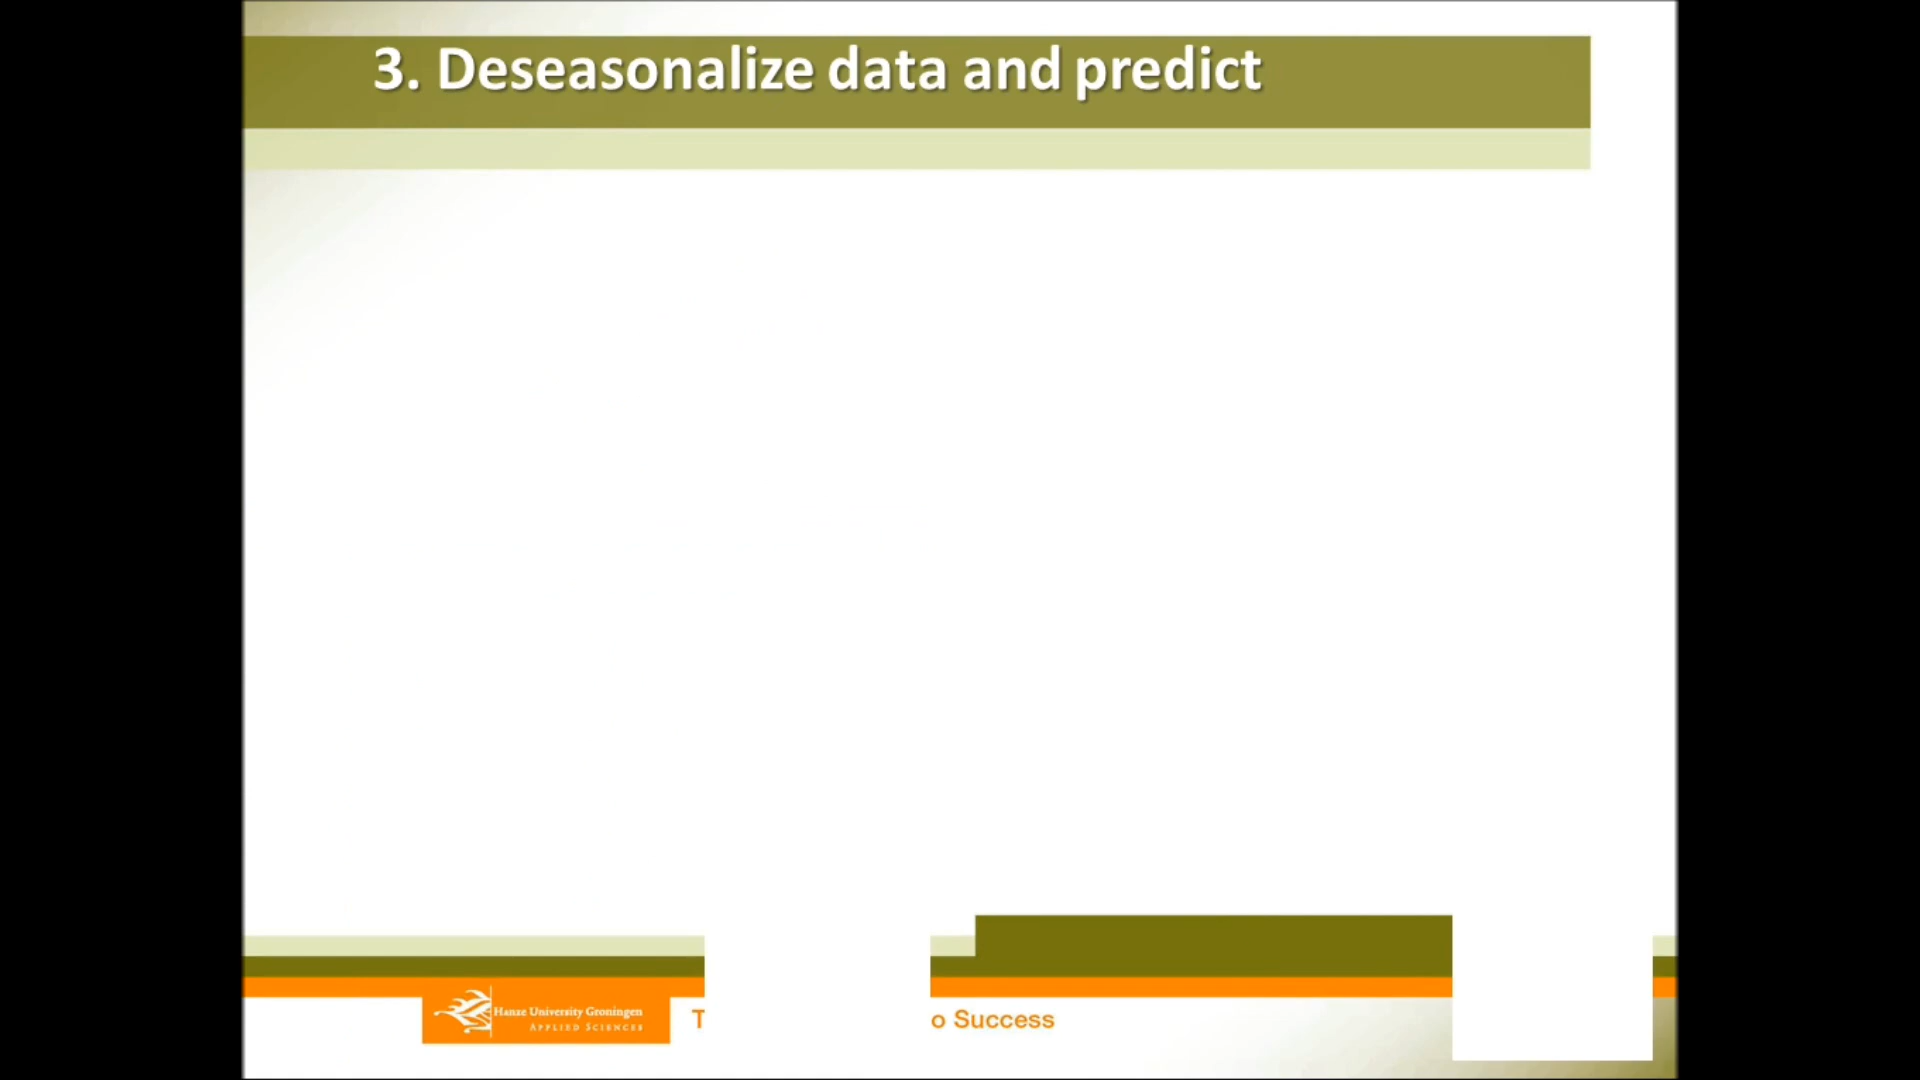 3. Deseasonalize data and predict
Hanze University Groningen
APPLIED SCIENCES
T
o Success